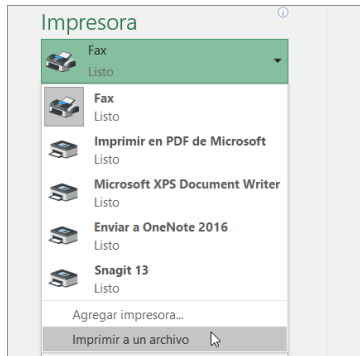 Impresora
Fax
Listo
Fax
Listo
Imprimir en PDF de Microsoft
Listo
Microsoft XPS Document Writer
Listo
Enviar a OneNote 2016
Listo
Snagit 13
Listo
Agregar impresora...
Imprimir a un archivo